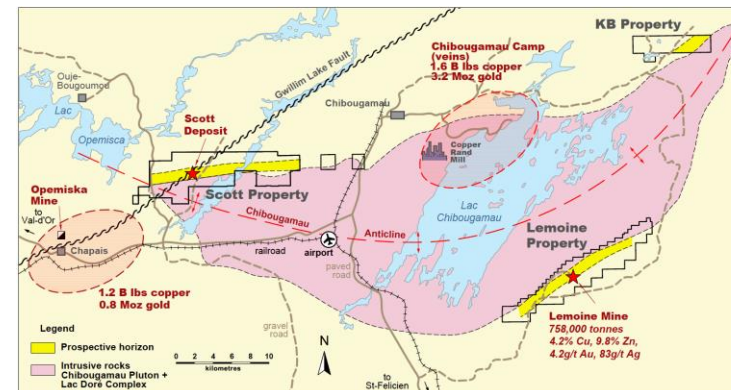 KB Property
Chibougamau Camp
(veins)
1.6 B lbs copper
3.2 Moz gold
Gwillim Lake Fault
Ouje-
Bougoumou
Lac
Opemisca
Scott
Deposit
Chibougamau
Copper
Rand
Mill
Opemiska
Mine
to
Val-d'Or
Scott Property
Chibougamau
Anticline
Lac
Chibougamau
Lemoine
Property
Chapais
railroad
airport
paved
road
1.2 B lbs copper
0.8 Moz gold
gravel
road
Lemoine Mine
758,000 tonnes
4.2% Cu, 9.8% Zn,
4.2g/t Au, 83g/t Ag
Legend
Prospective horizon
Intrusive rocks
Chibougamau Pluton +
Lac Doré Complex
N
0 2 4 6 8 10
kilometres
to
St-Felicien